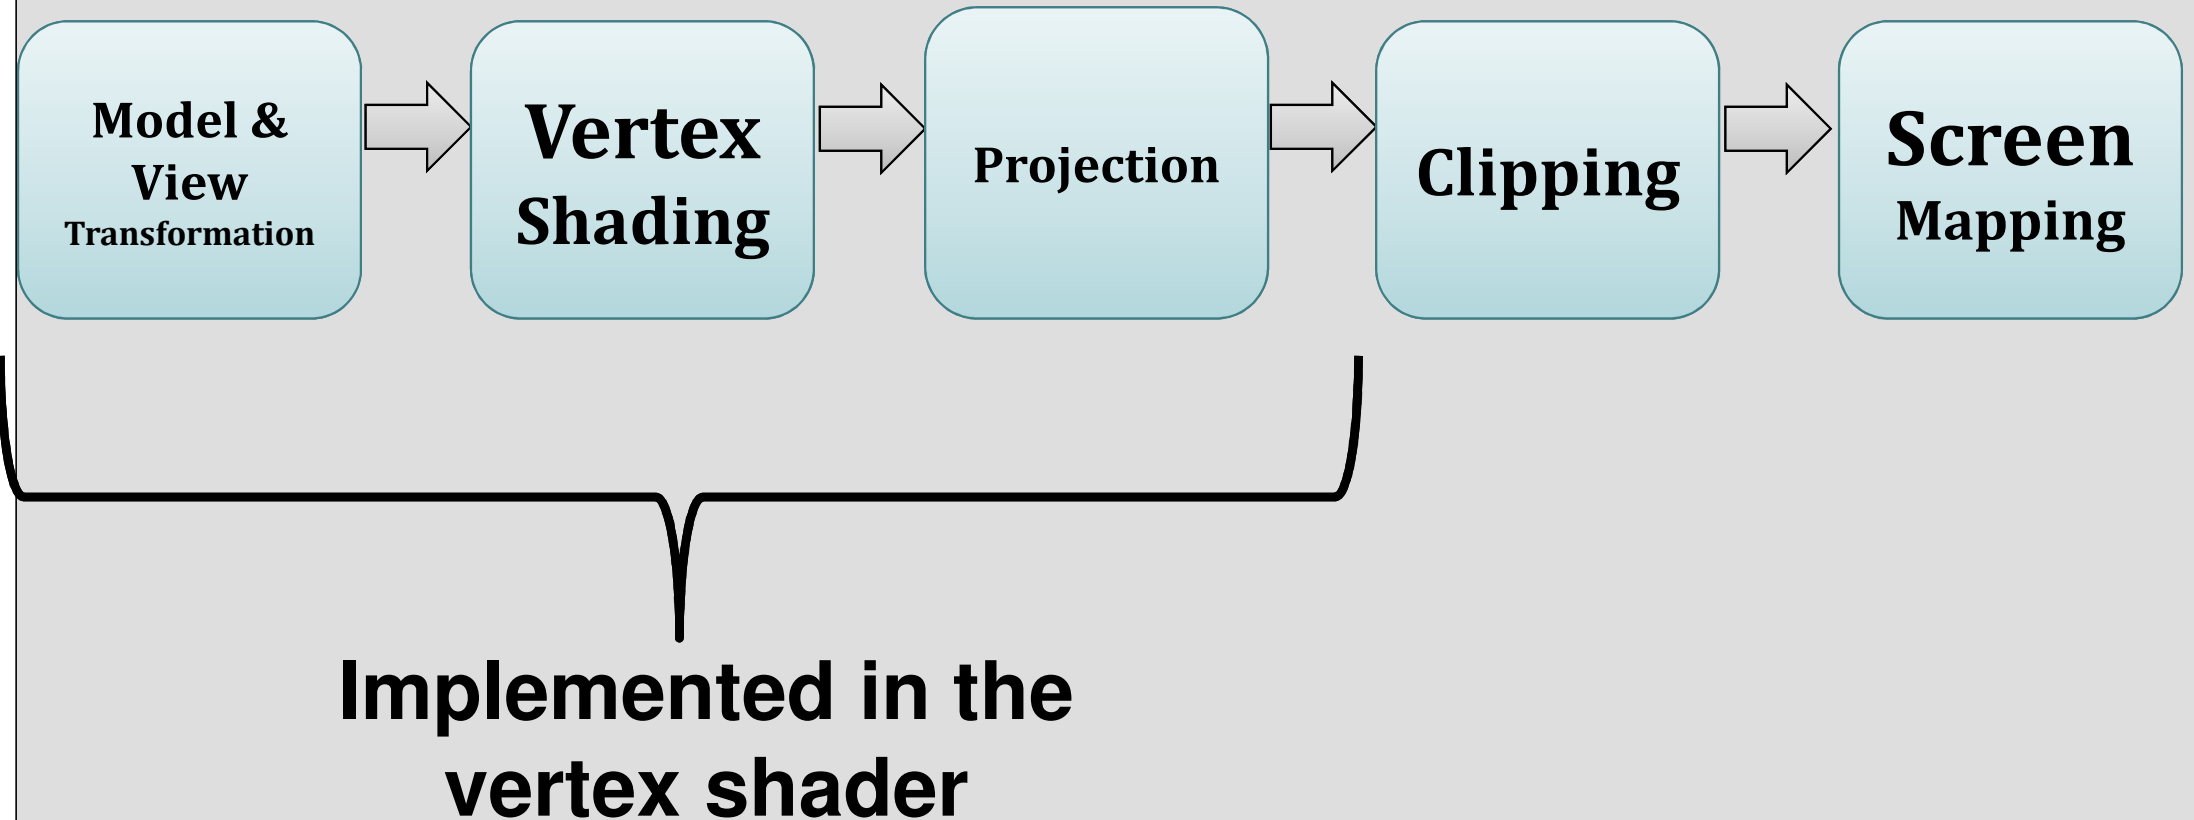 Model &
View
Transformation
Vertex
Shading
Projection
Clipping
Screen
Mapping
Implemented in the
vertex shader